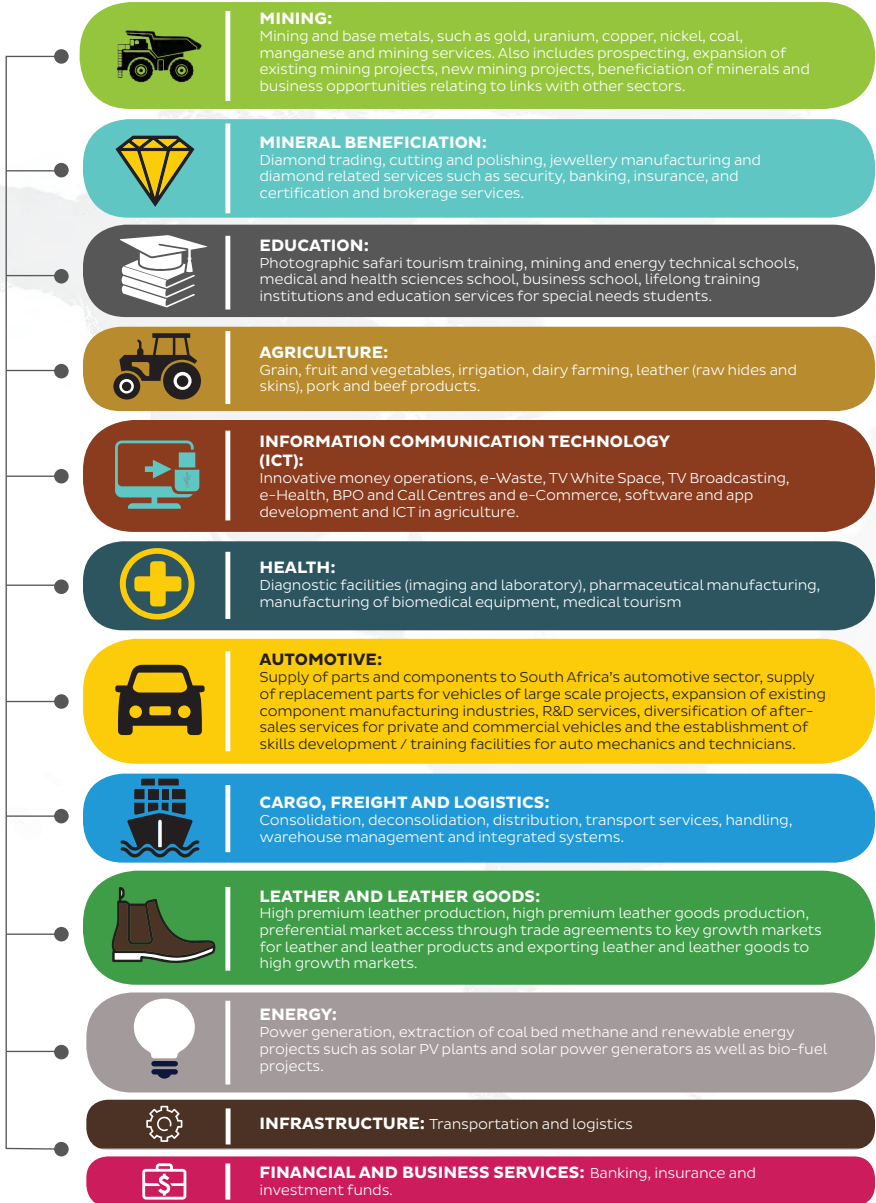 MINING:
Mining and base metals, such as gold, uranium, copper, nickel, coal,
manganese and mining services. Also includes prospecting, expansion of
existing mining projects, new mining projects, beneficiation of minerals and
business opportunities relating to links with other sectors.
MINERAL BENEFICIATION:
Diamond trading, cutting and polishing, jewellery manufacturing and
diamond related services such as security, banking, insurance, and
certification and brokerage services.
EDUCATION:
Photographic safari tourism training, mining and energy technical schools,
medical and health sciences school, business school, lifelong training
institutions and education services for special needs students.
AGRICULTURE:
Grain, fruit and vegetables, irrigation, dairy farming, leather (raw hides and
skins), pork and beef products.
INFORMATION COMMUNICATION TECHNOLOGY
(ICT):
Innovative money operations, e-Waste, TV White Space, TV Broadcasting,
e-Health, BPO and Call Centres and e-Commerce, software and app
development and ICT in agriculture.
HEALTH:
Diagnostic facilities (imaging and laboratory), pharmaceutical manufacturing,
manufacturing of biomedical equipment, medical tourism
AUTOMOTIVE:
Supply of parts and components to South Africa's automotive sector, supply
of replacement parts for vehicles of large scale projects, expansion of existing
component manufacturing industries, R&D services, diversification of after-
sales services for private and commercial vehicles and the establishment of
skills development / training facilities for auto mechanics and technicians.
CARGO, FREIGHT AND LOGISTICS:
Consolidation, deconsolidation, distribution, transport services, handling,
warehouse management and integrated systems.
LEATHER AND LEATHER GOODS:
High premium leather production, high premium leather goods production,
preferential market access through trade agreements to key growth markets
for leather and leather products and exporting leather and leather goods to
high growth markets.
ENERGY:
Power generation, extraction of coal bed methane and renewable energy
projects such as solar PV plants and solar power generators as well as bio-fuel
projects.
INFRASTRUCTURE: Transportation and logistics
FINANCIAL AND BUSINESS SERVICES: Banking, insurance and
investment funds.